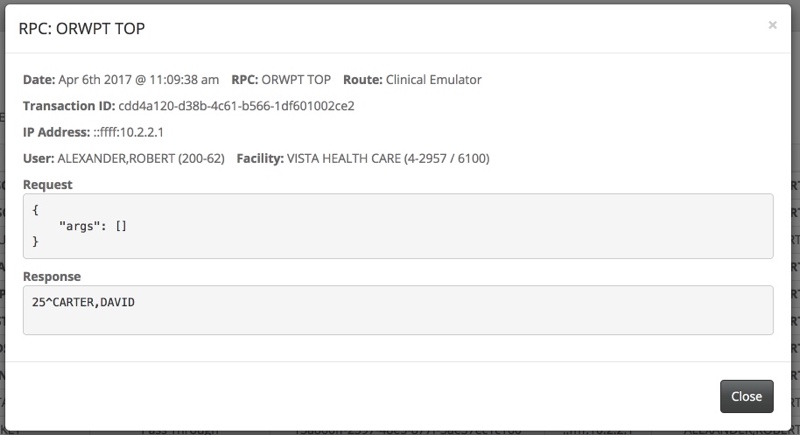 RPC: ORWPT TOP
×
Date: Apr 6th 2017 @ 11:09:38 am RPC: ORWPT TOP Route: Clinical Emulator
Transaction ID: cdd4a120-d38b-4c61-b566-1df601002ce2
IP Address: ::ffff:10.2.2.1
User: ALEXANDER,ROBERT (200-62) Facility: VISTA HEALTH CARE (4-2957 / 6100)
Request
{
"args": []
}
Response
25^CARTER,DAVID
Close